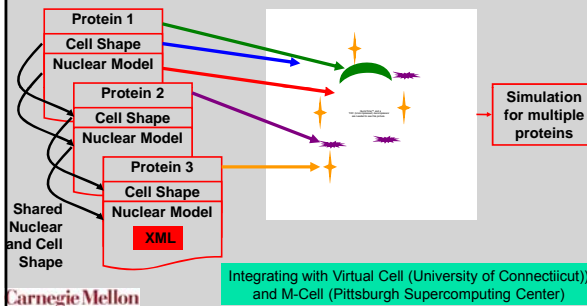 Protein 1
Cell Shape
Nuclear Model
Protein 2
Cell Shape
Nuclear Model
Protein 3
Cell Shape
Nuclear Model
XML
Shared
Nuclear
and Cell
Shape
Simulation
for multiple
proteins
Integrating with Virtual Cell (University of Connectiicut))
and M-Cell (Pittsburgh Supercomputing Center)
Carnegie Mellon